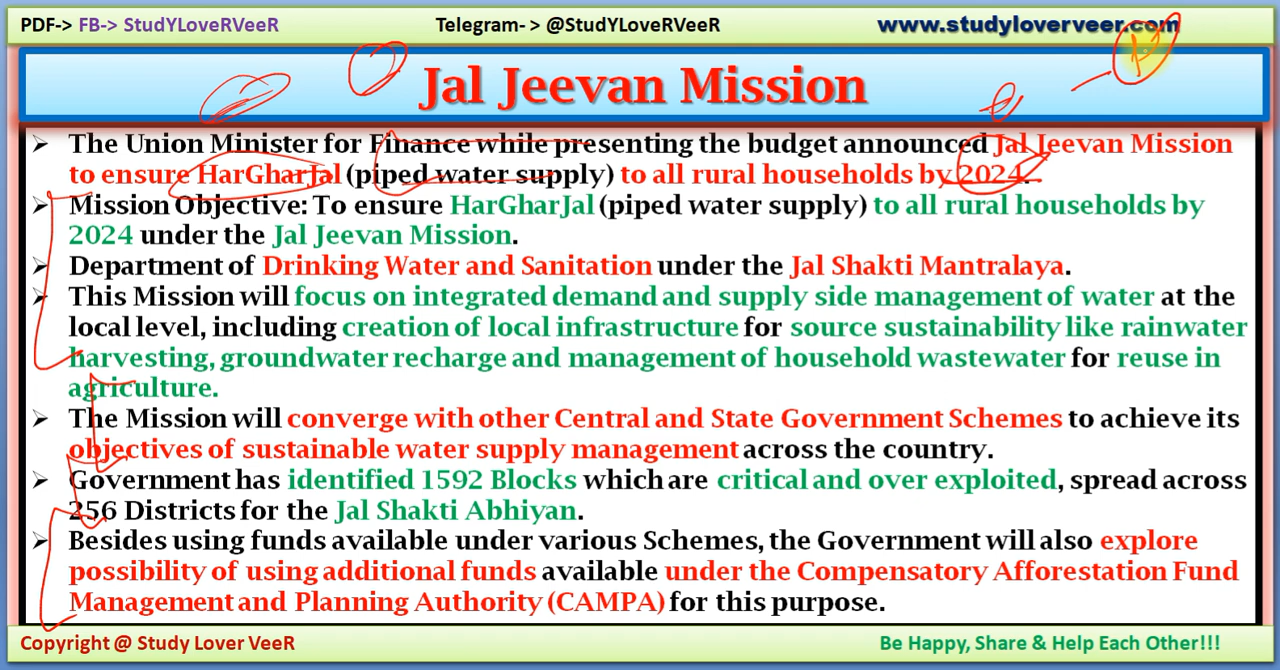 PDF-> FB-> StudYLoveRVeeR Telegram- > @StudYLoveRVeeR www.studyloverveer.com
Jal Jeevan Mission
➢ The Union Minister for Finance while presenting the budget announced Jal Jeevan Mission
to ensure HarGharJal (piped water supply) to all rural households by 2024.
➢ Mission Objective: To ensure HarGharJal (piped water supply) to all rural households by
2024 under the Jal Jeevan Mission.
➢ Department of Drinking Water and Sanitation under the Jal Shakti Mantralaya.
➢ This Mission will focus on integrated demand and supply side management of water at the
local level, including creation of local infrastructure for source sustainability like rainwater
harvesting, groundwater recharge and management of household wastewater for reuse in
agriculture.
➢ The Mission will converge with other Central and State Government Schemes to achieve its
objectives of sustainable water supply management across the country.
➢ Government has identified 1592 Blocks which are critical and over exploited, spread across
256 Districts for the Jal Shakti Abhiyan.
➢ Besides using funds available under various Schemes, the Government will also explore
possibility of using additional funds available under the Compensatory Afforestation Fund
Management and Planning Authority (CAMPA) for this purpose.
Copyright @ Study Lover VeeR Be Happy, Share & Help Each Other!!!